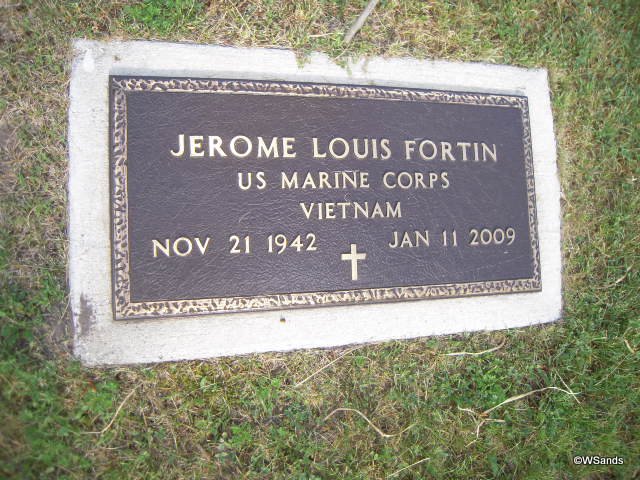 JEROME LOUIS FORTIN
US MARINE CORPS
VIETNAM
NOV 21 1942 JAN 11 2009
©WSands